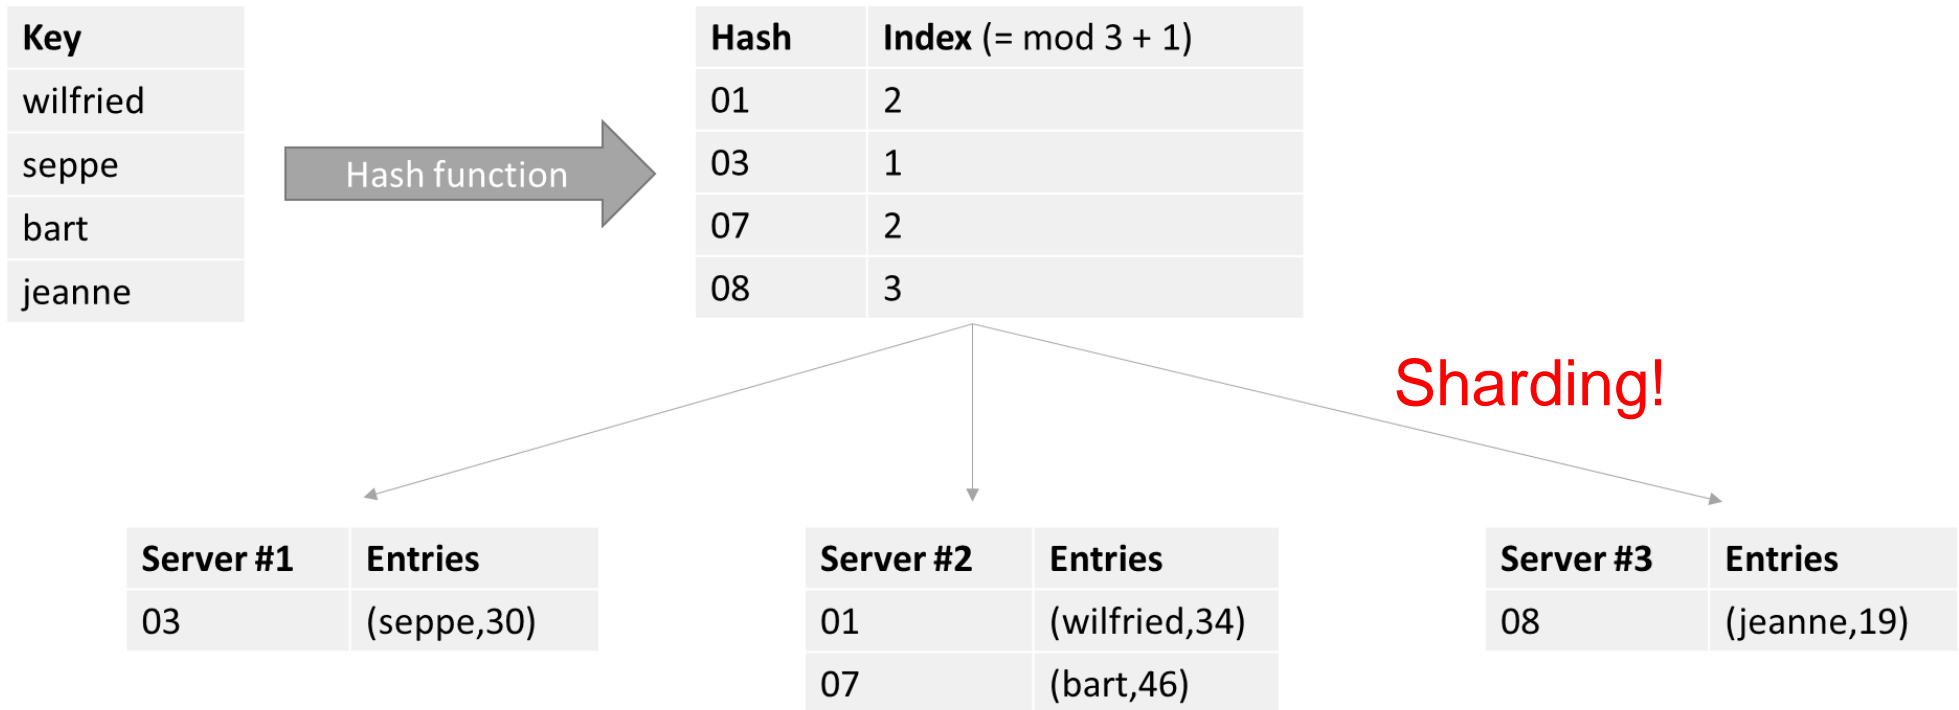 Key
wilfried
seppe
bart
jeanne
Hash function
Hash Index (= mod 3 + 1)
01 2
03 1
07 2
08 3
Sharding!
Server #1 Entries
03 (seppe,30)
Server #2 Entries
01 (wilfried,34)
07 (bart,46)
Server #3 Entries
08 (jeanne,19)